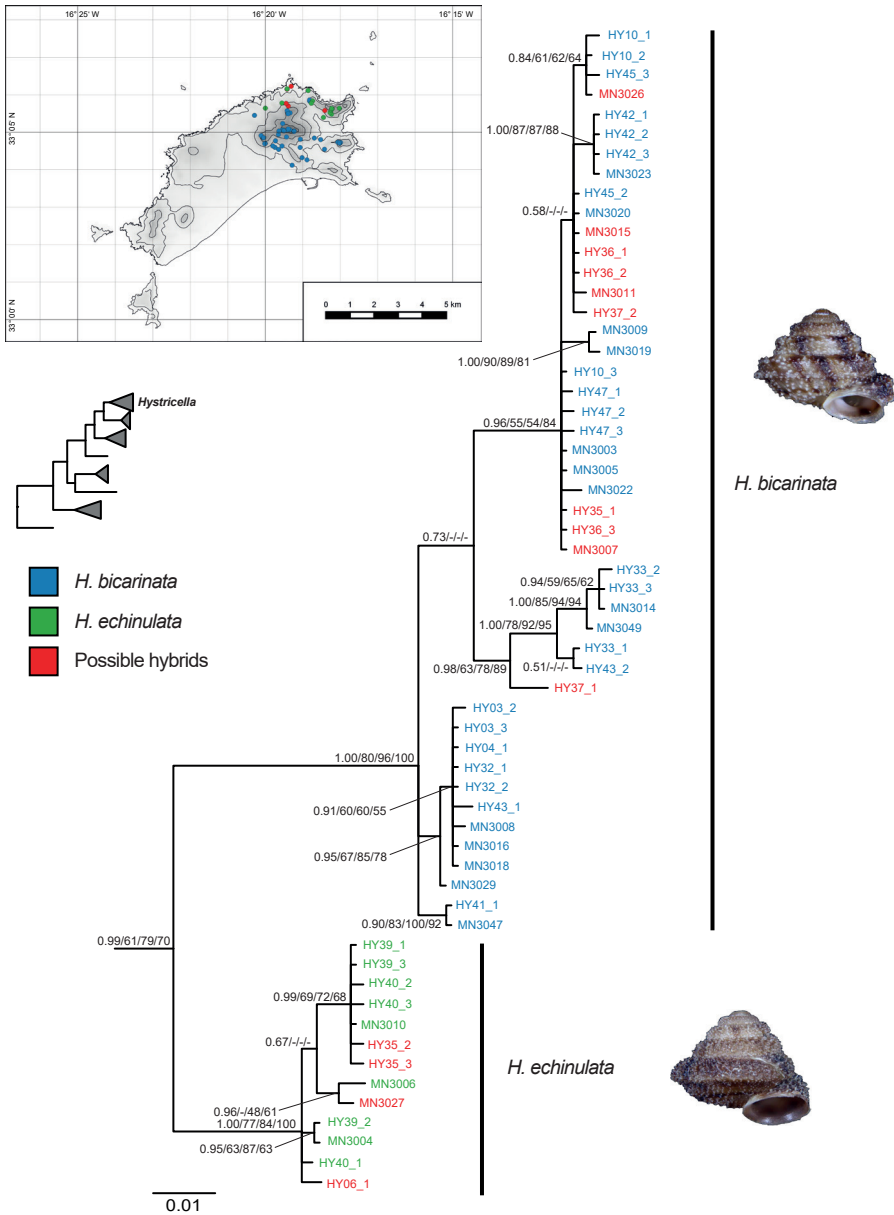 16° 25' W
16° 20' W
16° 15' W
33° 05' N
33° 00' N
0 1 2 3 4 5 km
Hystricella
H. bicarinata
H. echinulata
Possible hybrids
HY10_1
0.84/61/62/64
HY10_2
HY45_3
MN3026
HY42_1
1.00/87/87/88
HY42_2
HY42_3
MN3023
HY45_2
0.58/-/-/-
MN3020
MN3015
HY36_1
HY36_2
MN3011
HY37_2
MN3009
MN3019
1.00/90/89/81
HY10_3
HY47_1
HY47_2
0.96/55/54/84
HY47_3
MN3003
MN3005
MN3022
HY35_1
HY36_3
MN3007
0.73/-/-/-
HY33_2
0.94/59/65/62
HY33_3
1.00/85/94/94
MN3014
MN3049
1.00/78/92/95
HY33_1
0.51/-/-/-
HY43_2
0.98/63/78/89
HY37_1
HY03_2
HY03_3
HY04_1
1.00/80/96/100
HY32_1
HY32_2
HY43_1
0.91/60/60/55
MN3008
MN3016
0.95/67/85/78
MN3018
MN3029
HY41_1
0.90/83/100/92
MN3047
H. bicarinata
0.99/61/79/70
HY39_1
HY39_3
HY40_2
0.99/69/72/68
HY40_3
MN3010
HY35_2
0.67/-/-/-
HY35_3
MN3006
MN3027
0.96/-/48/61
1.00/77/84/100
HY39_2
MN3004
0.95/63/87/63
HY40_1
HY06_1
H. echinulata
0.01